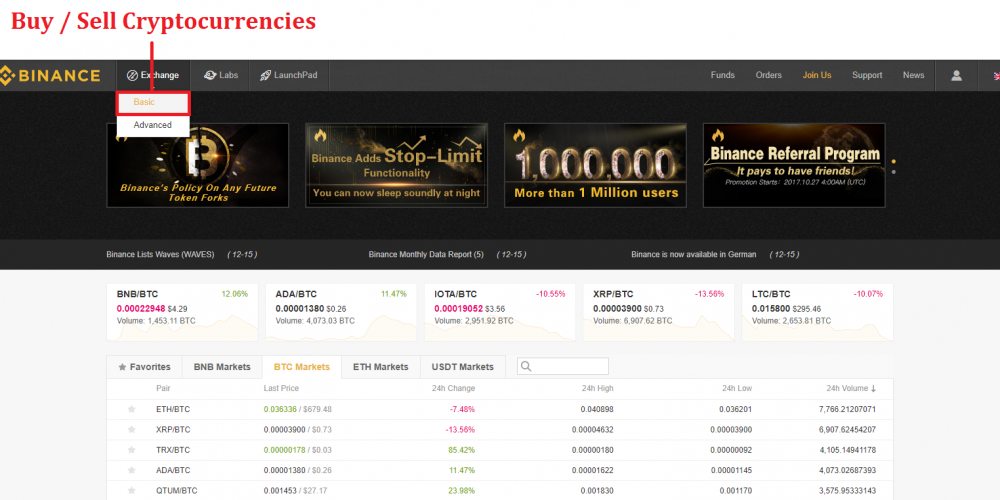 Buy / Sell Cryptocurrencies
BINANCE Exchange Labs LaunchPad Funds Orders Join Us Support News
Basic
Advanced
Binance's Policy On Any Future
Token Forks
Binance Adds Stop-Limit
Functionality
You can now sleep soundly at night
1,000,000
More than 1 Million users
Binance Referral Program
It pays to have friends!
Promotion Starts: 2017.10.27 4:00AM (UTC)
Binance Lists Waves (WAVES) ( 12-15 ) Binance Monthly Data Report (5) ( 12-15 ) Binance is now available in German ( 12-15 )
BNB/BTC 12.06%
0.00022948 $4.29
Volume: 1,453.11 BTC
ADA/BTC 11.47%
0.00001380 $0.26
Volume: 4,073.03 BTC
IOTA/BTC -10.55%
0.00019052 $3.56
Volume: 2,951.92 BTC
XRP/BTC -13.56%
0.00003900 $0.73
Volume: 6,907.62 BTC
LTC/BTC -10.07%
0.015800 $295.46
Volume: 2,653.81 BTC
Favorites BNB Markets BTC Markets ETH Markets USDT Markets
Pair Last Price 24h Change 24h High 24h Low 24h Volume ↓
ETH/BTC 0.036336 / $679.48 -7.48% 0.040898 0.036201 7,766.21207071
XRP/BTC 0.00003900 / $0.73 -13.56% 0.00004632 0.00003900 6,907.62454207
TRX/BTC 0.00000178 / $0.03 85.42% 0.00000180 0.00000092 4,105.14941178
ADA/BTC 0.00001380 / $0.26 11.47% 0.00001622 0.00001145 4,073.02687393
QTUM/BTC 0.001453 / $27.17 23.98% 0.001830 0.001170 3,575.95333143